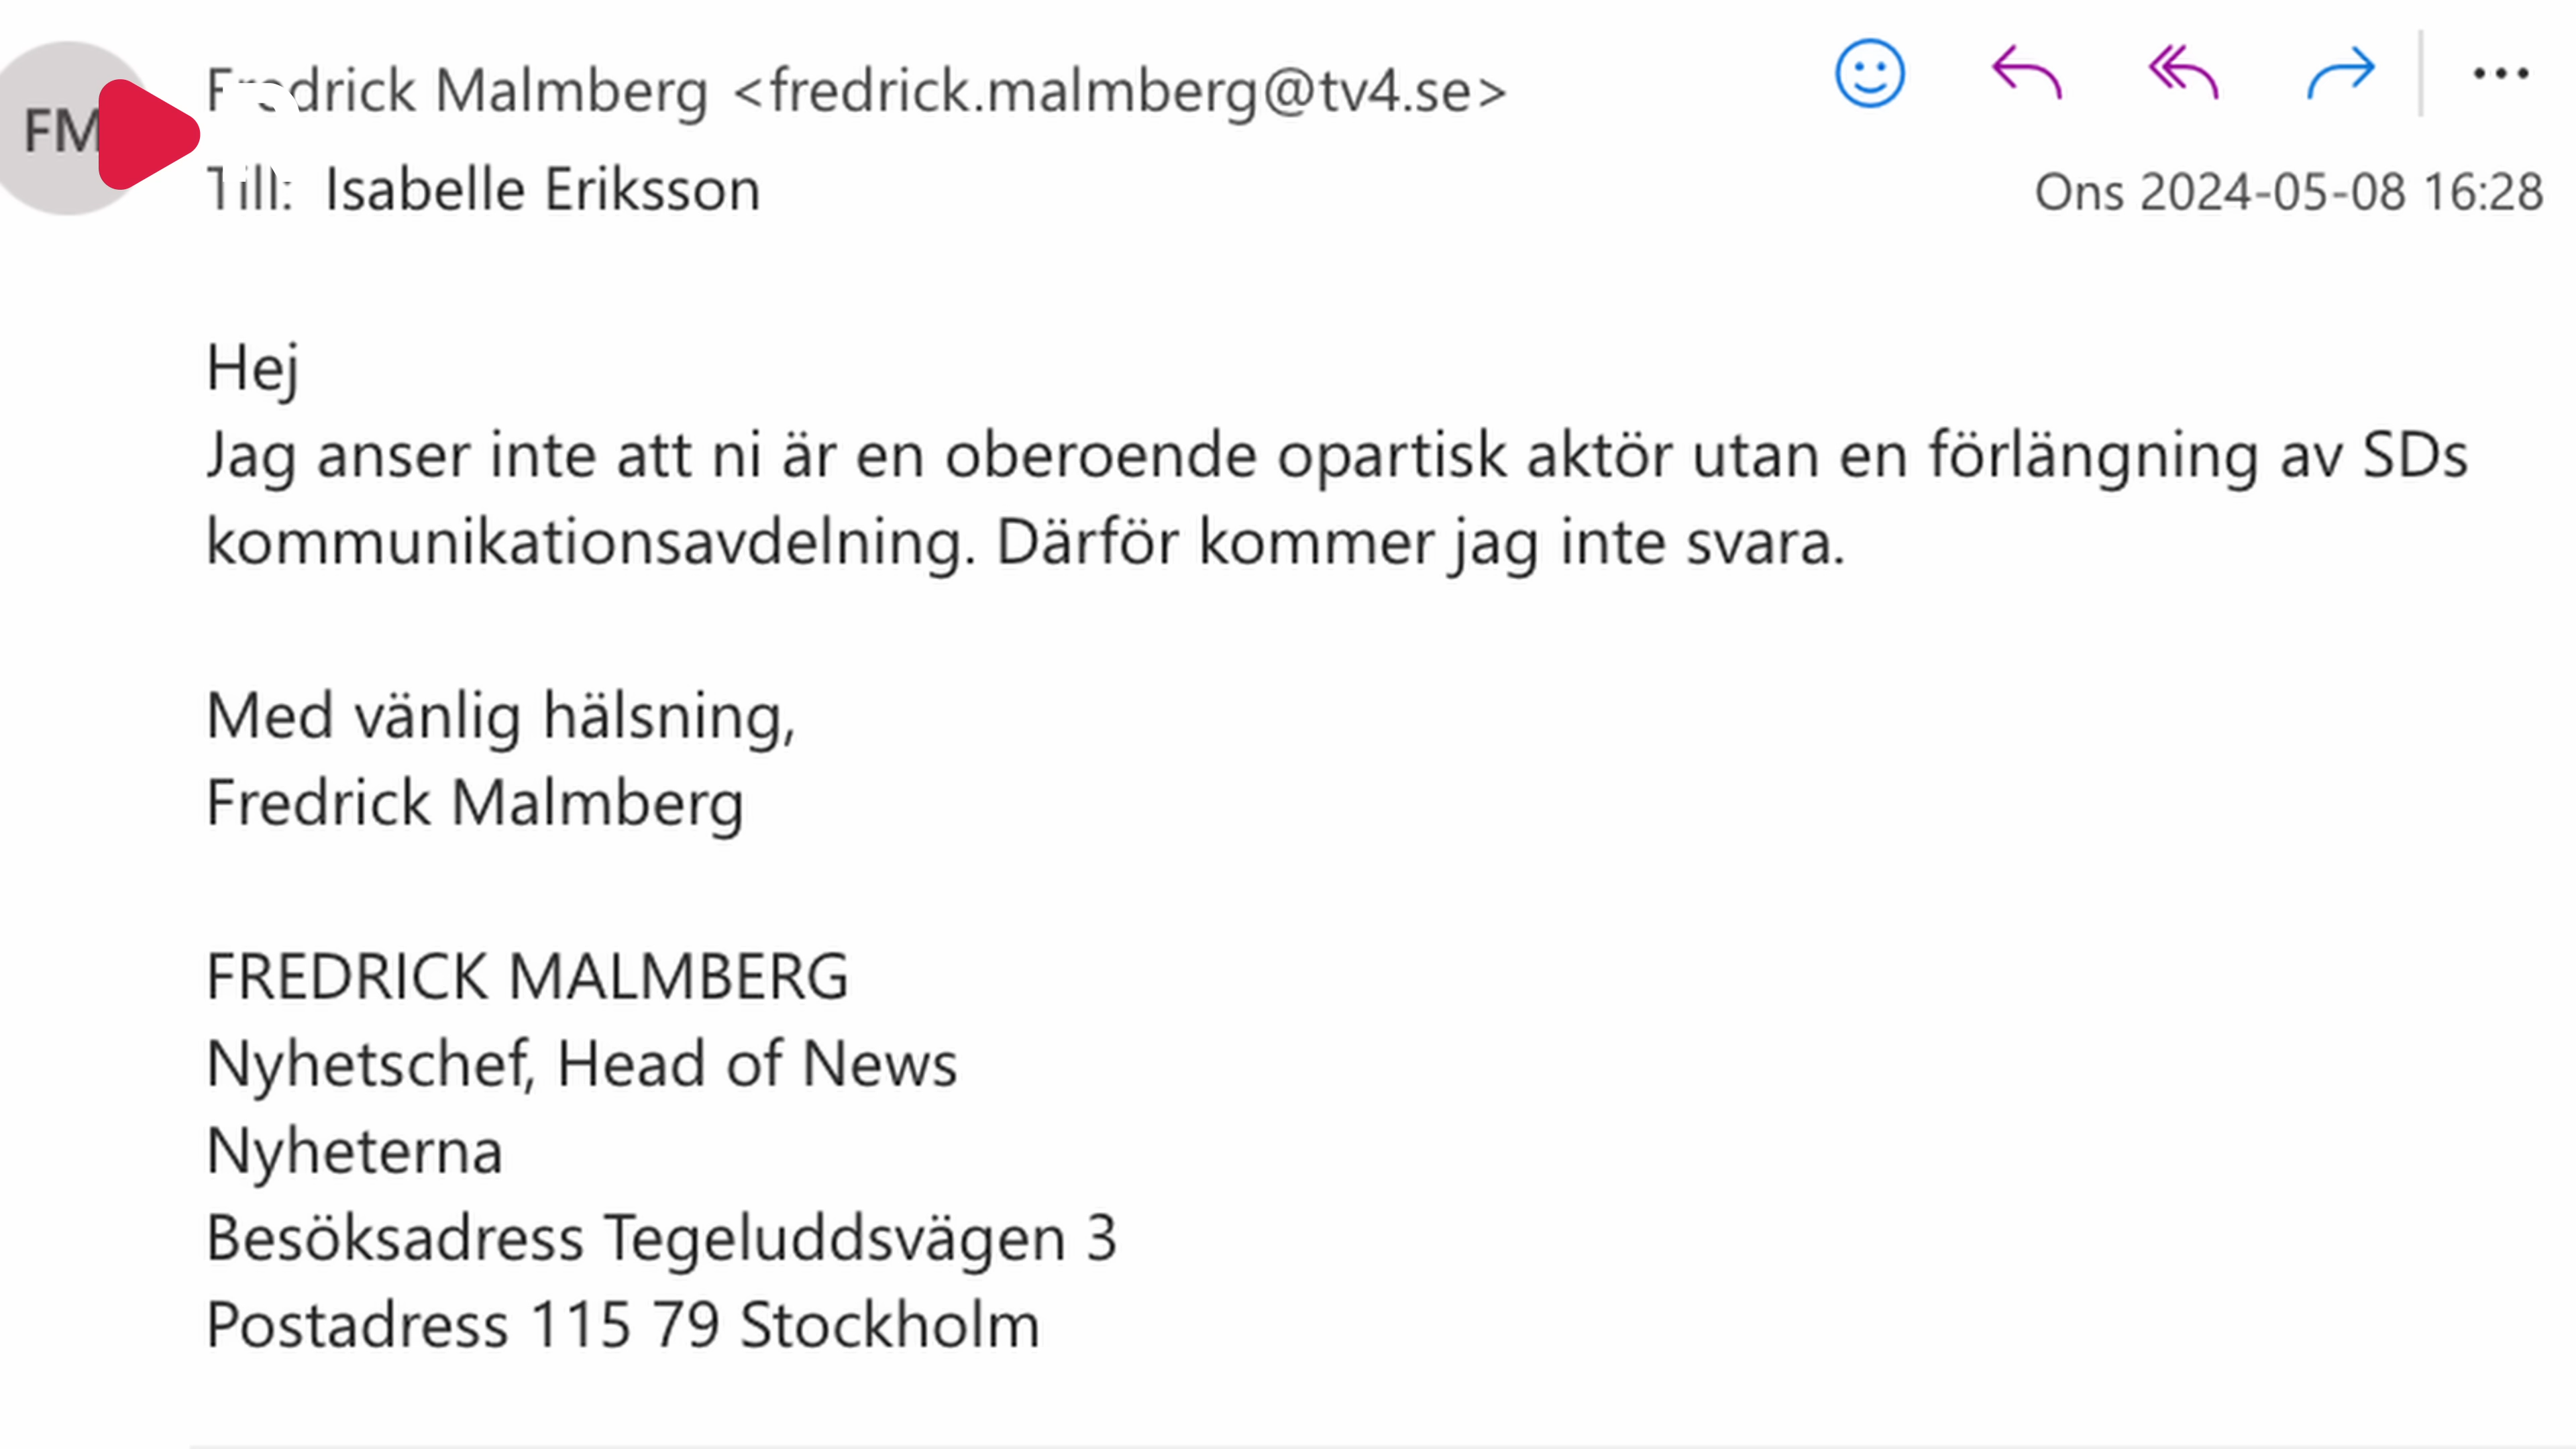 FM
Fredrick Malmberg <fredrick.malmberg@tv4.se>
Till: Isabelle Eriksson
Ons 2024-05-08 16:28
Hej
Jag anser inte att ni är en oberoende opartisk aktör utan en förlängning av SDs
kommunikationsavdelning. Därför kommer jag inte svara.
Med vänlig hälsning,
Fredrick Malmberg
FREDRICK MALMBERG
Nyhetschef, Head of News
Nyheterna
Besöksadress Tegeluddsvägen 3
Postadress 115 79 Stockholm